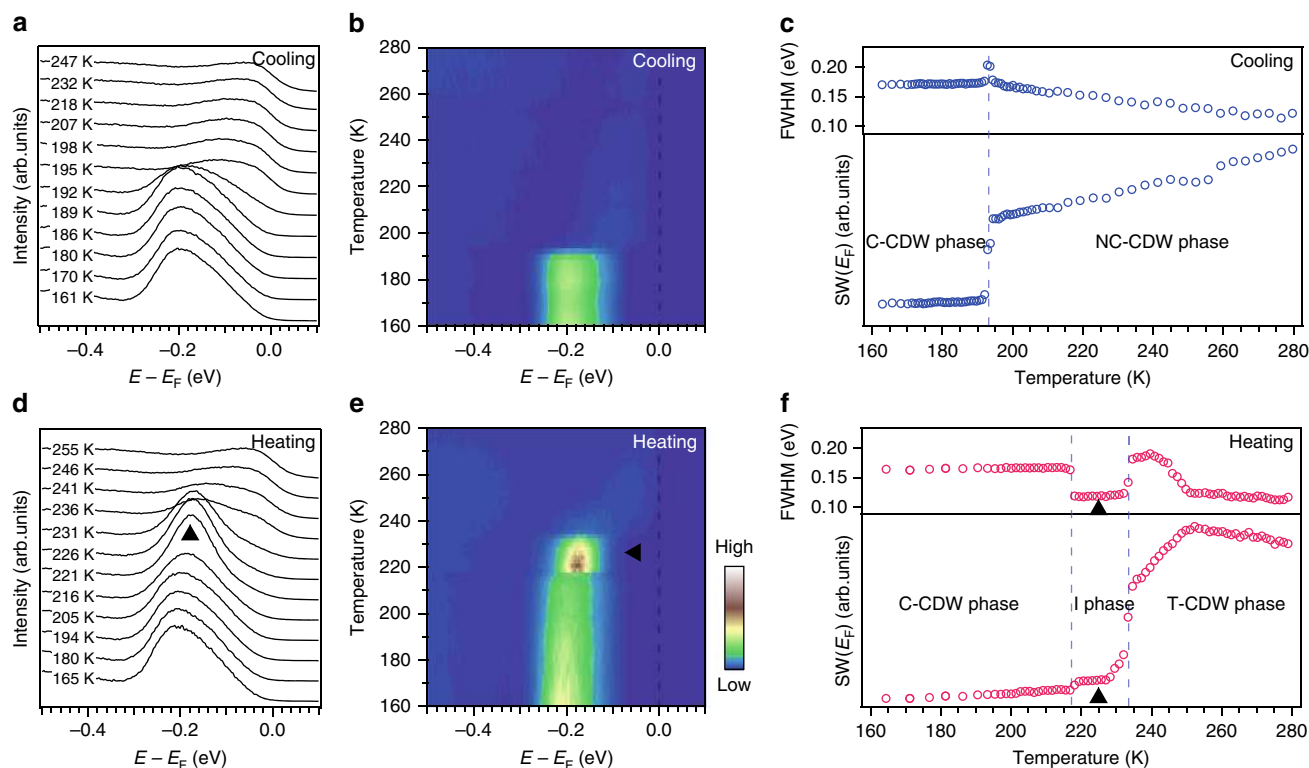 a
Cooling
247 K
232 K
218 K
207 K
198 K
195 K
192 K
189 K
186 K
180 K
170 K
161 K
Intensity (arb.units)
−0.4 −0.2 0.0
E − EF (eV)
b
Cooling
280
260
240
220
200
180
160
Temperature (K)
−0.4 −0.2 0.0
E − EF (eV)
c
Cooling
FWHM (eV)
0.20
0.15
0.10
SW(EF) (arb.units)
C-CDW phase NC-CDW phase
160 180 200 220 240 260 280
Temperature (K)
d
Heating
255 K
246 K
241 K
236 K
231 K
226 K
221 K
216 K
205 K
194 K
180 K
165 K
Intensity (arb.units)
−0.4 −0.2 0.0
E − EF (eV)
e
Heating
280
260
240
220
200
180
160
Temperature (K)
−0.4 −0.2 0.0
E − EF (eV)
High
Low
f
Heating
FWHM (eV)
0.20
0.15
0.10
SW(EF) (arb.units)
C-CDW phase I phase T-CDW phase
160 180 200 220 240 260 280
Temperature (K)